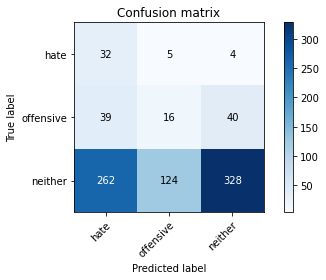 Confusion matrix
True label
hate
32 5 4
offensive
39 16 40
neither
262 124 328
hate offensive neither
Predicted label
300
250
200
150
100
50